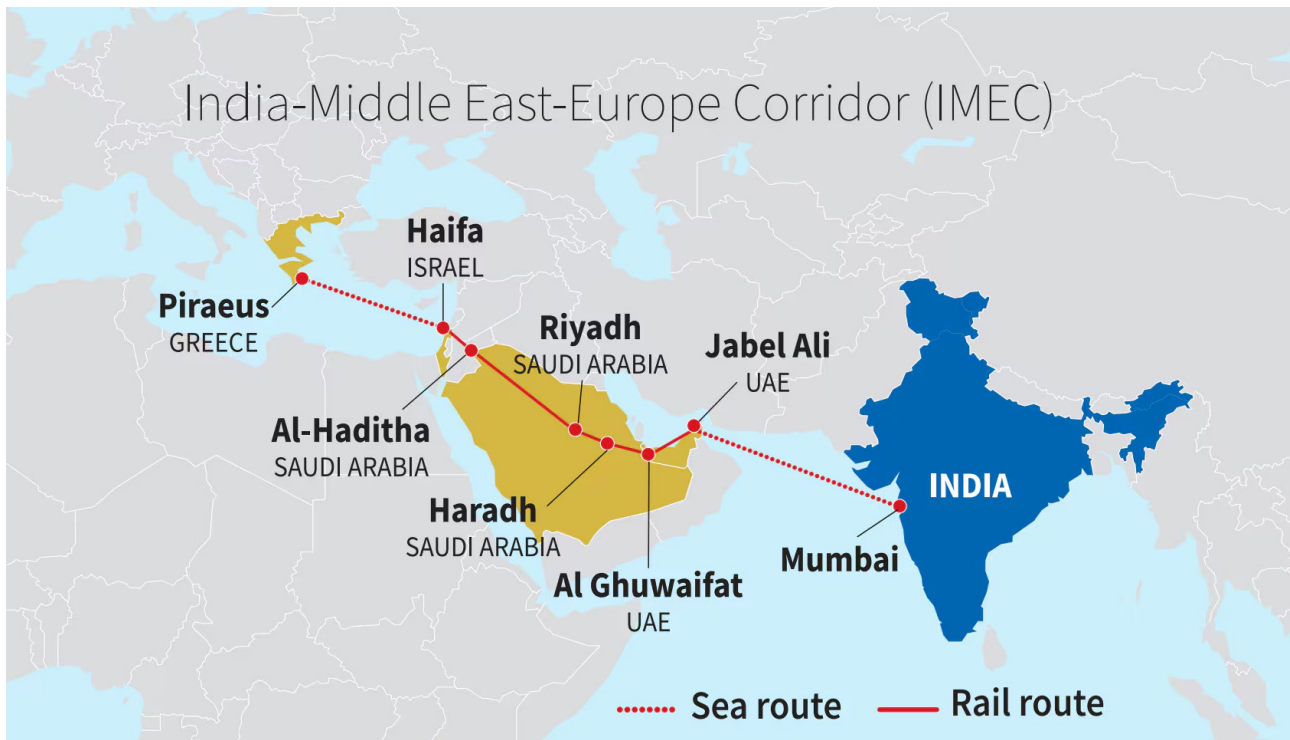 India-Middle East-Europe Corridor (IMEC)
Haifa
ISRAEL
Piraeus
GREECE
Riyadh
SAUDI ARABIA
Jabel Ali
UAE
Al-Haditha
SAUDI ARABIA
Haradh
SAUDI ARABIA
INDIA
Mumbai
Al Ghuwaifat
UAE
Sea route
Rail route